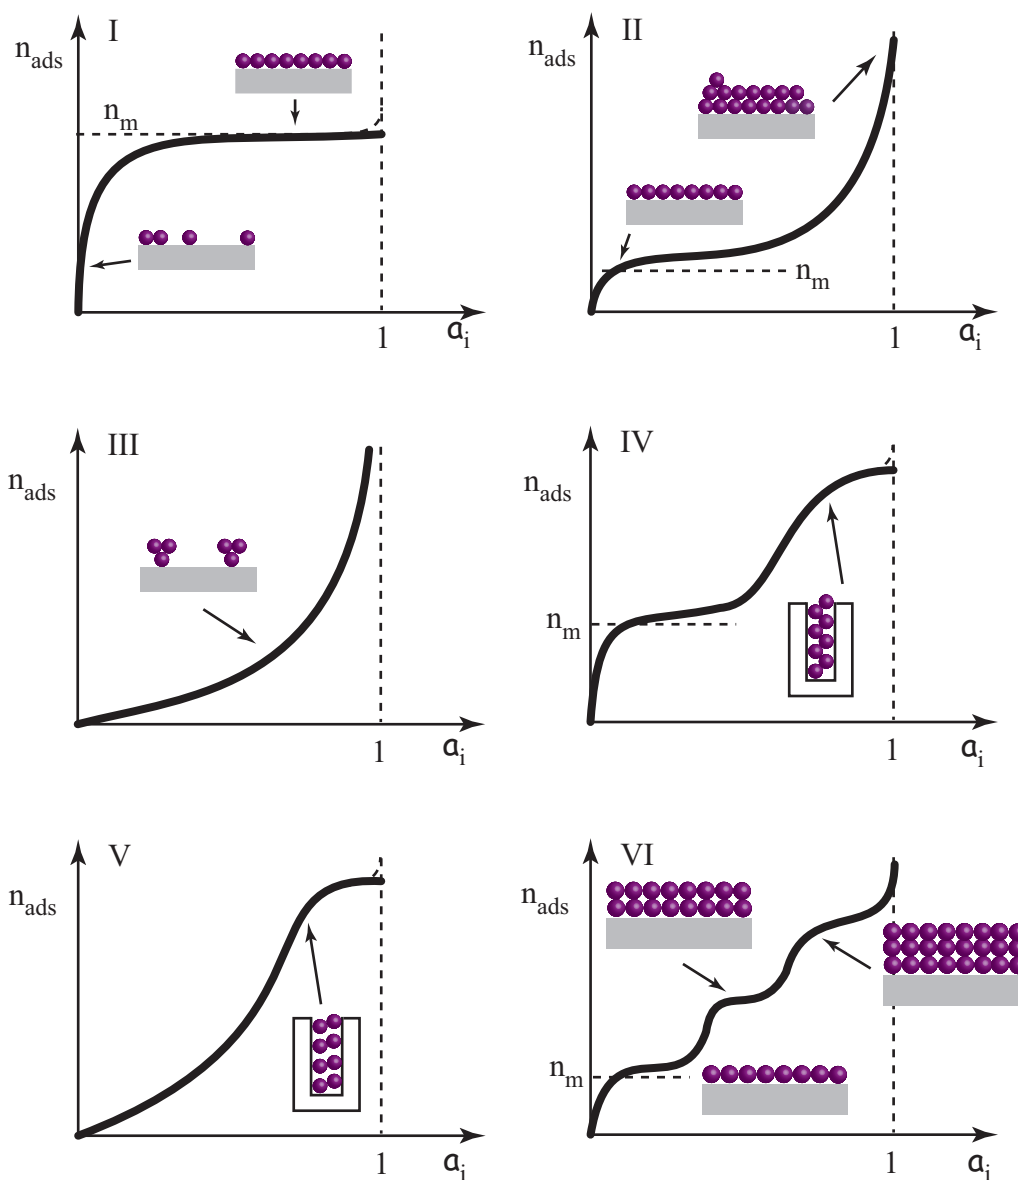 I
n_ads
n_m
a_i
1
II
n_ads
n_m
a_i
1
III
n_ads
a_i
1
IV
n_ads
n_m
a_i
1
V
n_ads
a_i
1
VI
n_ads
n_m
a_i
1